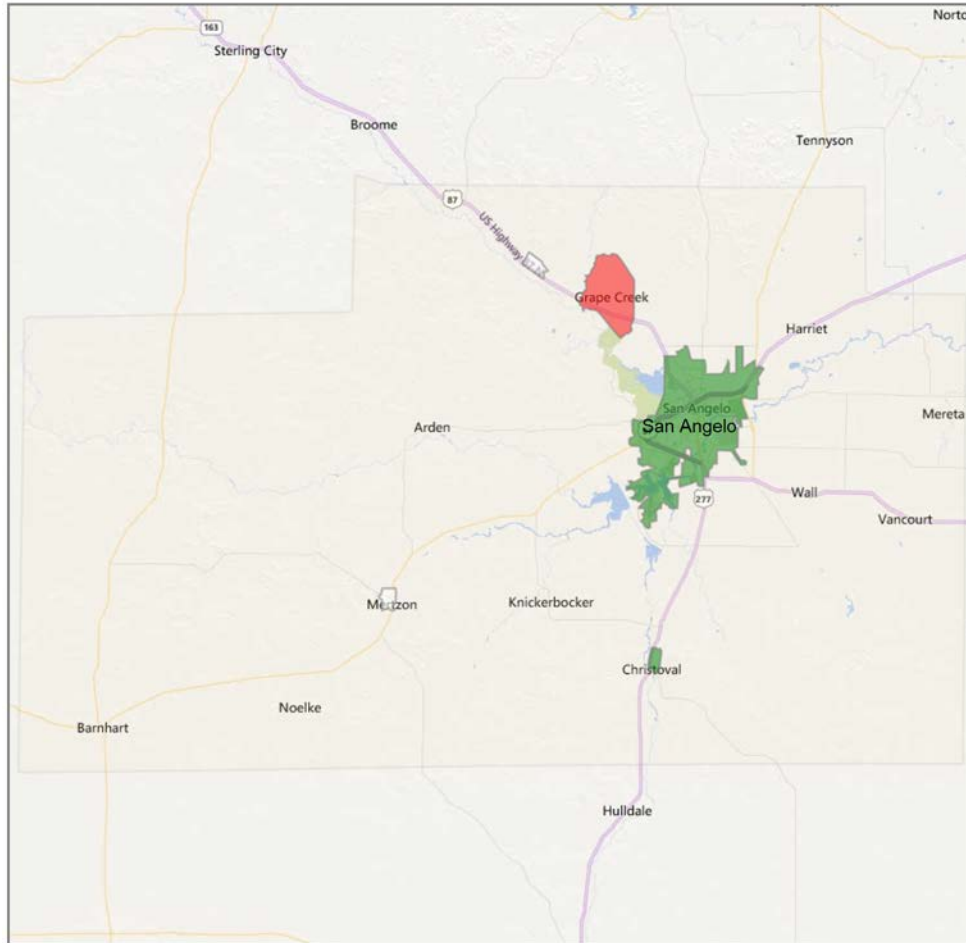 Norto
163
Sterling City
Broome
Tennyson
87
US Highway
Grape Creek
Harriet
San Angelo
San Angelo
Mereta
Arden
Wall
277
Vancourt
Mertzon
Knickerbocker
Christoval
Noelke
Barnhart
Hulldale